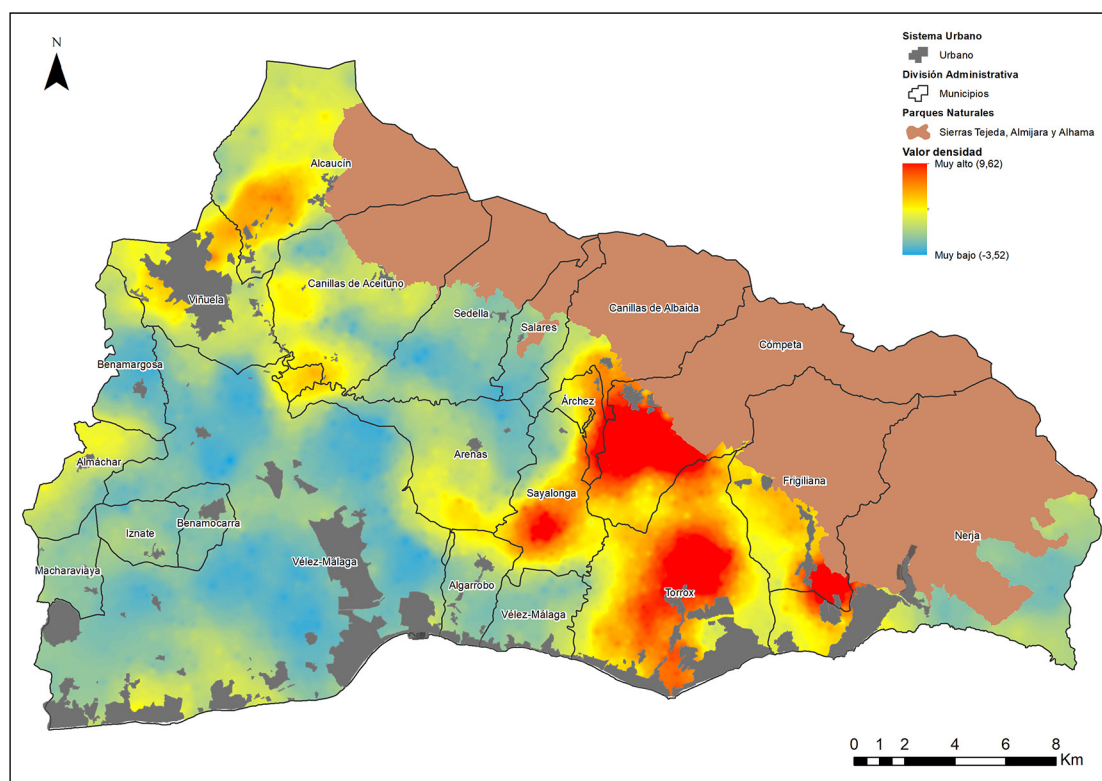 N
Sistema Urbano
Urbano
División Administrativa
Municipios
Parques Naturales
Sierras Tejeda, Almijara y Alhama
Valor densidad
Muy alto (9,62)
Muy bajo (-3,52)
Alcaucín
Viñuela
Canillas de Aceituno
Sedella
Salares
Canillas de Albaida
Cómpeta
Benamargosa
Árchez
Almáchar
Arenas
Sayalonga
Frigiliana
Iznate
Benamocarra
Nerja
Macharaviaya
Vélez-Málaga
Algarrobo
Torrox
Vélez-Málaga
0 1 2 4 6 8
Km